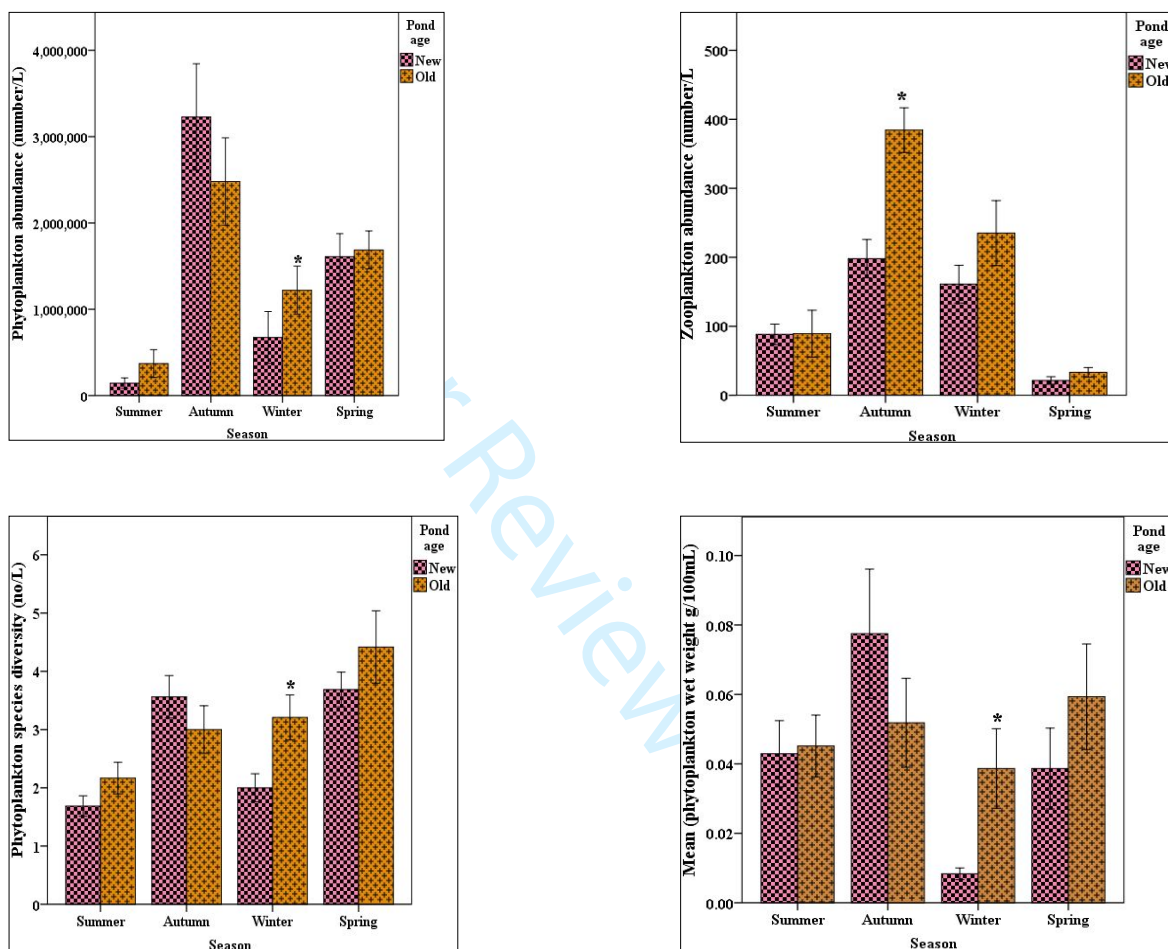 Pond
age
New
Old
Phytoplankton abundance (number/L)
4,000,000
3,000,000
2,000,000
1,000,000
0
*
Summer Autumn Winter Spring
Season
Pond
age
New
Old
Zooplankton abundance (number/L
500
400
300
200
100
0
*
Summer Autumn Winter Spring
Season
r Review
Pond
age
New
Old
Phytoplankton species diversity (no/L)
6
5
4
3
2
1
0
*
Summer Autumn Winter Spring
Season
Pond
age
New
Old
Mean (phytoplankton wet weight g/100mL)
0.10
0.08
0.06
0.04
0.02
0.00
*
Summer Autumn Winter Spring
Season